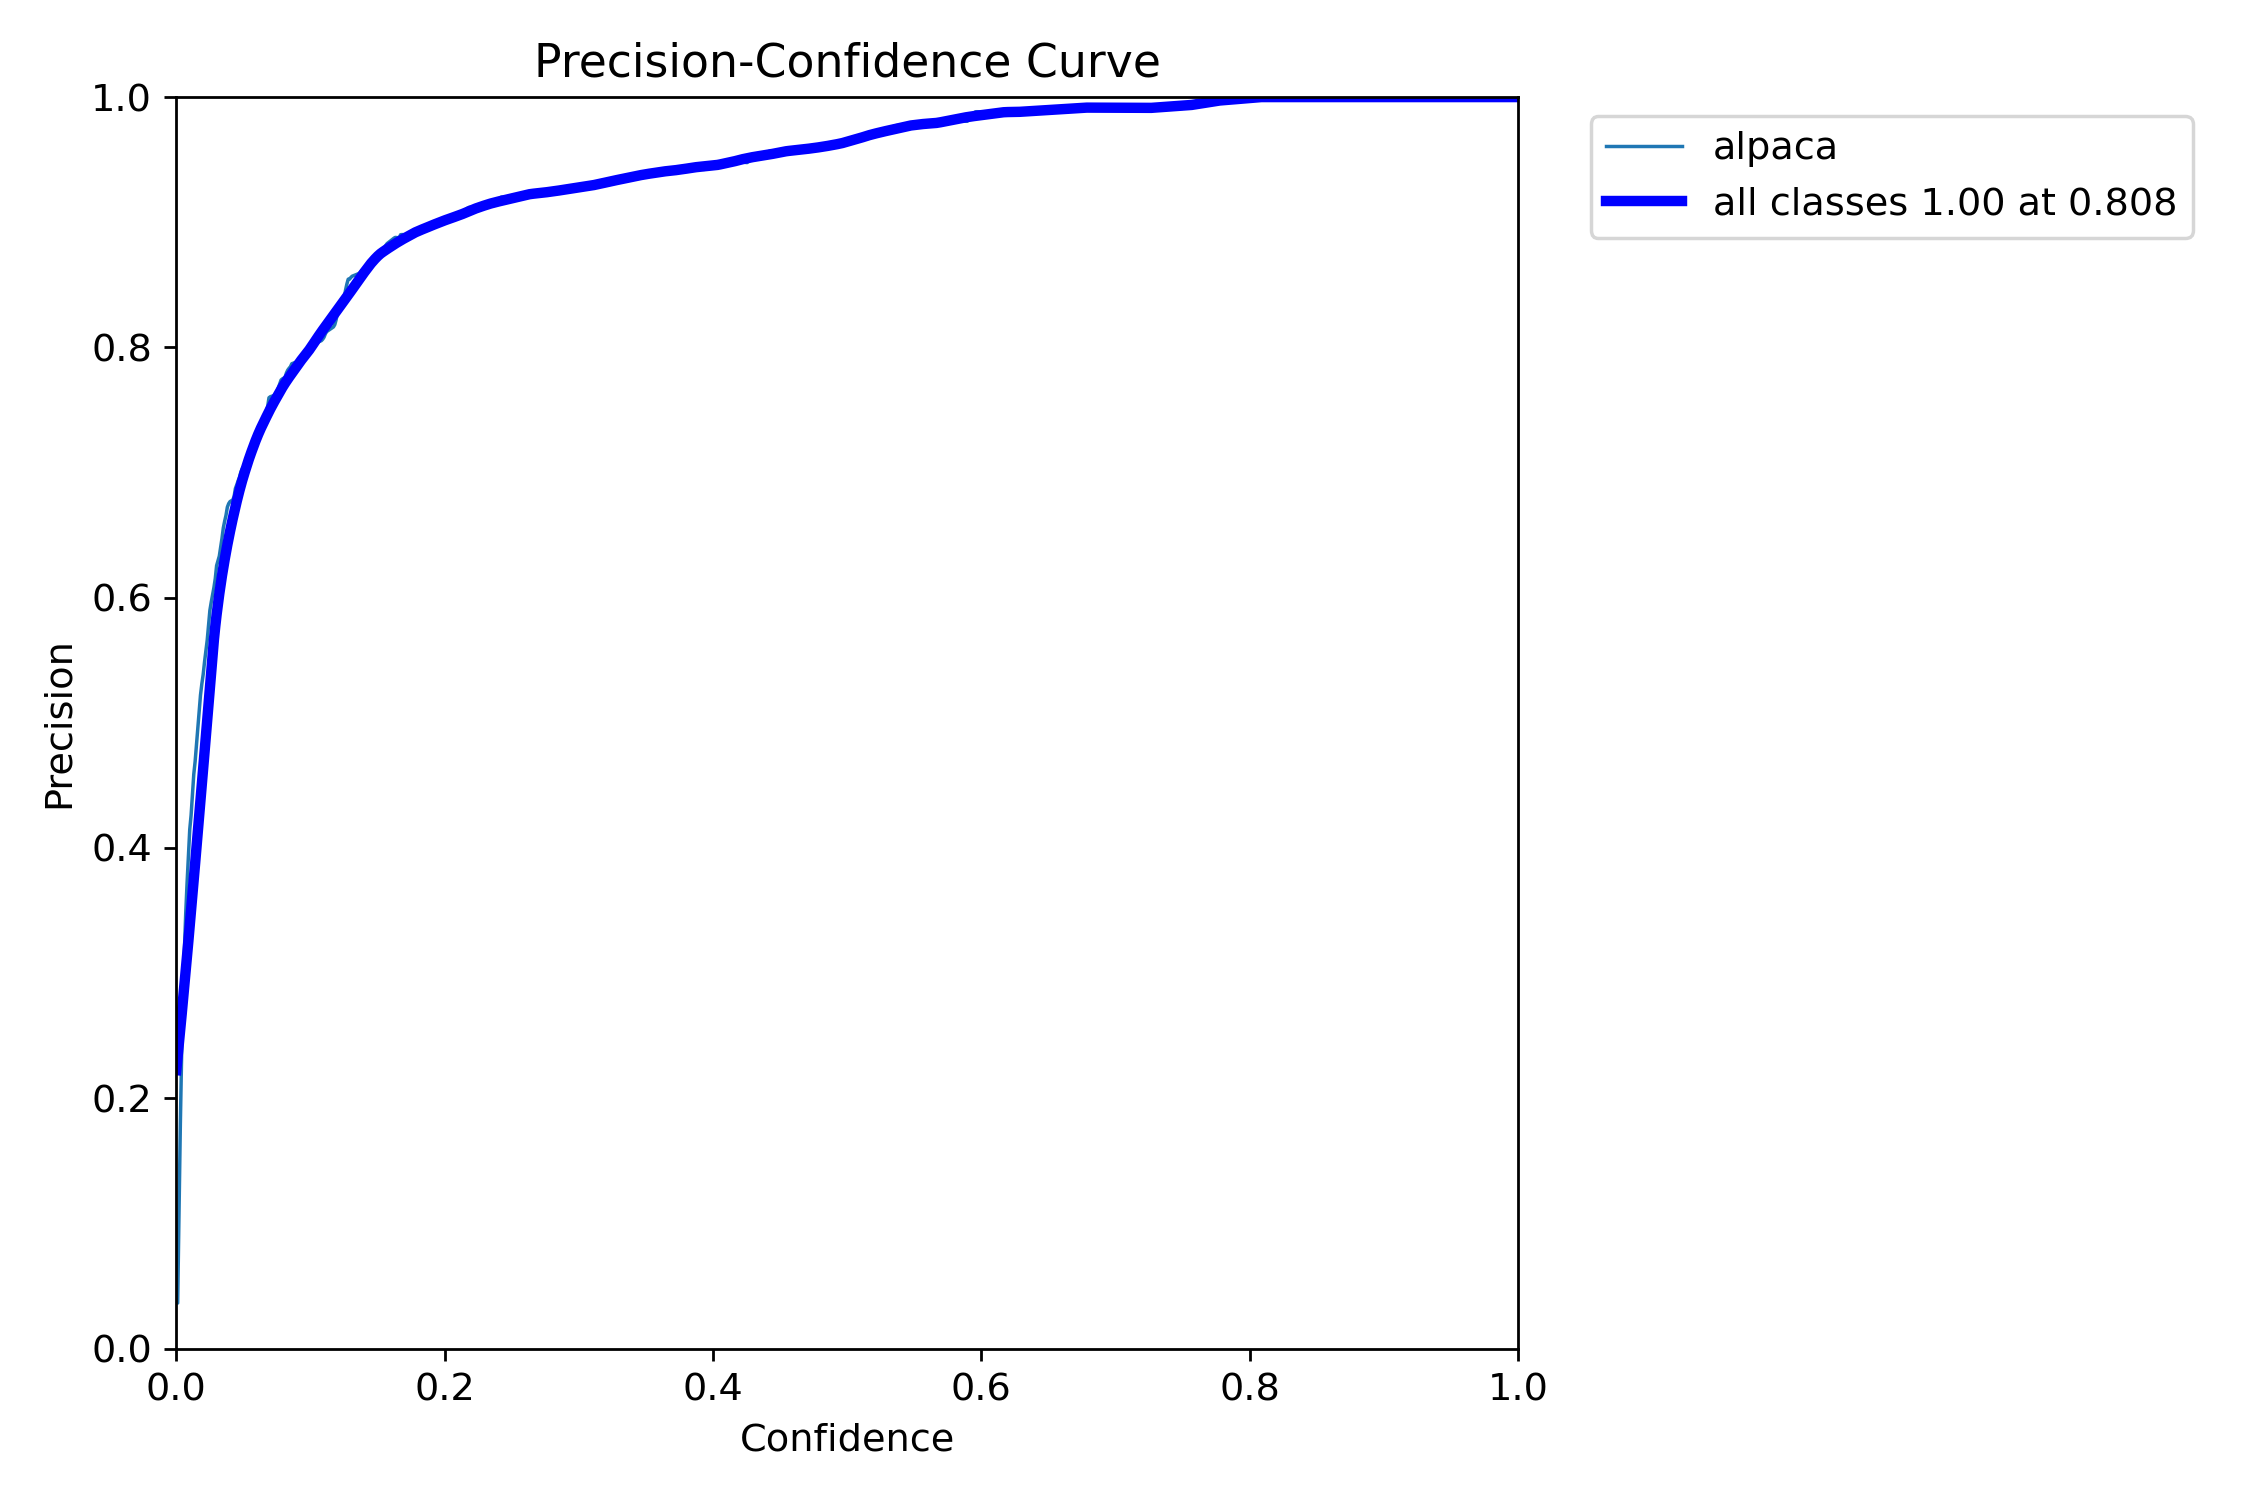 Precision-Confidence Curve
1.0
0.8
0.6
0.4
0.2
0.0
Precision
0.0 0.2 0.4 0.6 0.8 1.0
Confidence
alpaca
all classes 1.00 at 0.808